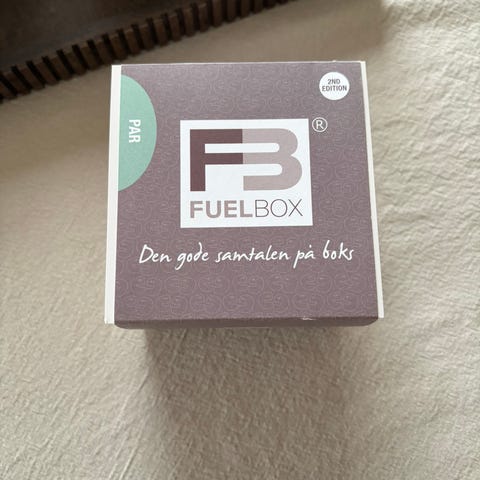 2ND
EDITION
PAR
FB®
FUELBOX
Den gode samtalen på boks